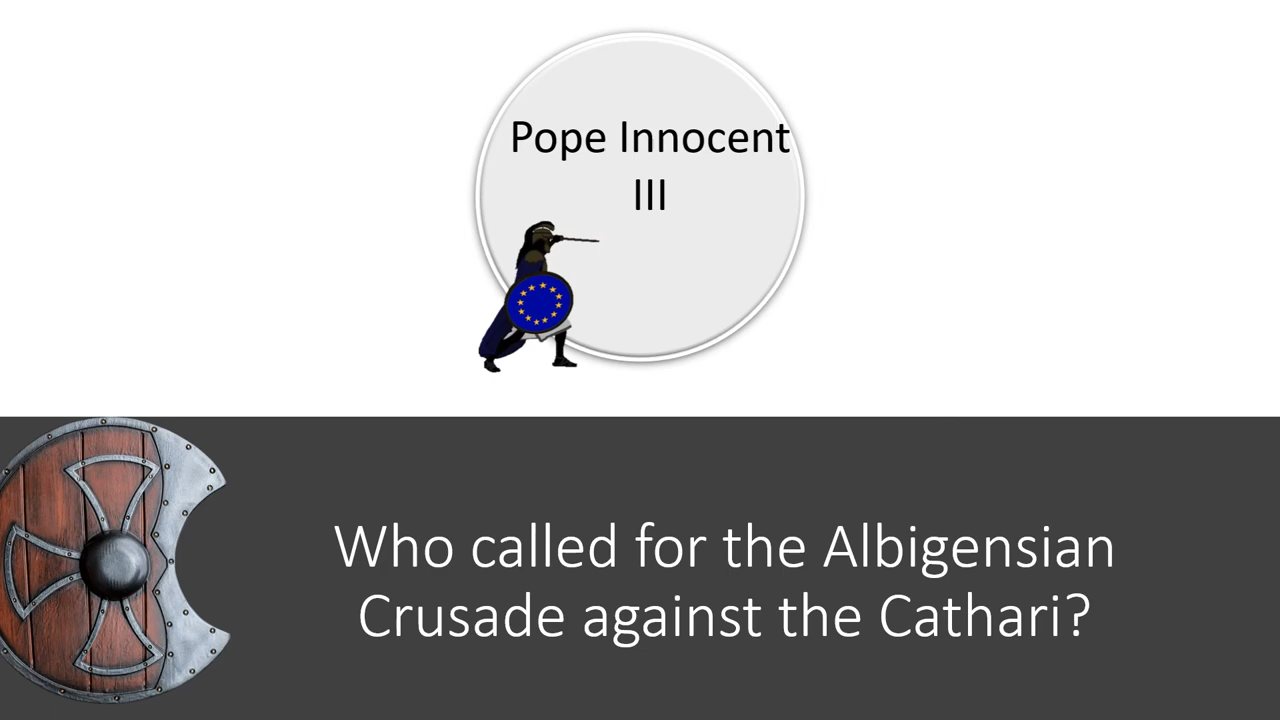 Pope Innocent
III
Who called for the Albigensian
Crusade against the Cathari?